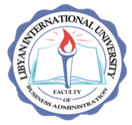 LIBYAN INTERNATIONAL UNIVERSITY
FACULTY
OF
BUSINESS ADMINISTRATION